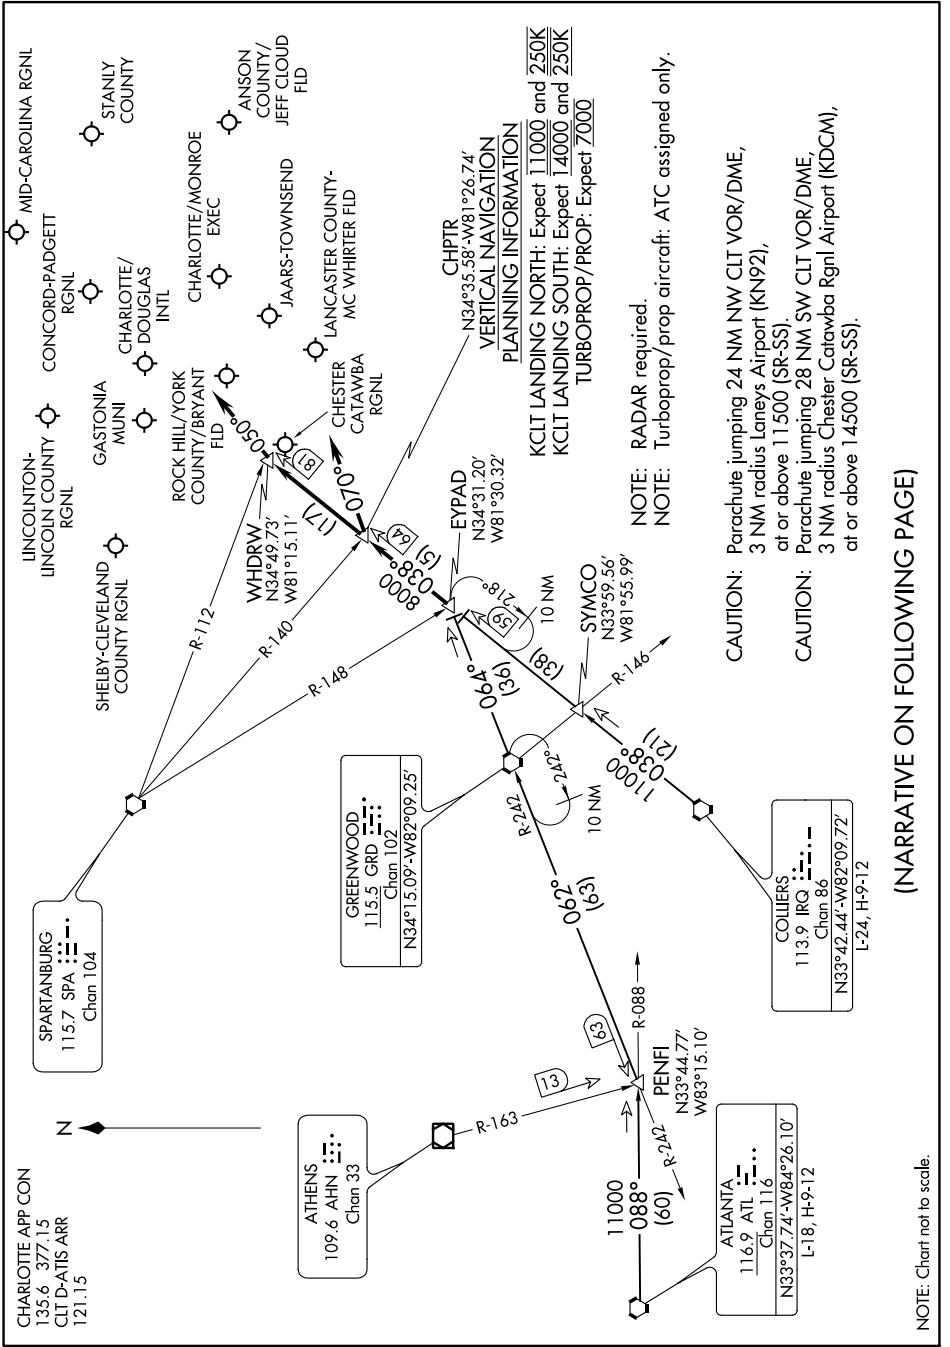 CHARLOTTE APP CON
135.6 377.15
CLT D-ATIS ARR
121.15
N
SPARTANBURG
115.7 SPA
Chan 104
ATHENS
109.6 AHN
Chan 33
ATLANTA
116.9 ATL
Chan 116
N33°37.74'-W84°26.10'
L-18, H-9-12
11000
088°
(60)
R-163
13
63
R-088
R-242
PENFI
N33°44.77'
W83°15.10'
062°
(63)
R-242
GREENWOOD
115.5 GRD
Chan 102
N34°15.09'-W82°09.25'
242°
10 NM
064°
(36)
COLLIERS
113.9 IRQ
Chan 86
N33°42.44'-W82°09.72'
L-24, H-9-12
11000
038°
(21)
R-146
SYMCO
N33°59.56'
W81°55.99'
(38)
59
218°
10 NM
EYPAD
N34°31.20'
W81°30.32'
8000
038°
(5)
64
R-112
R-140
R-148
(17)
070°
81
050°
WHDRW
N34°49.73'
W81°15.11'
SHELBY-CLEVELAND
COUNTY RGNL
LINCOLNTON-
LINCOLN COUNTY
RGNL
GASTONIA
MUNI
ROCK HILL/YORK
COUNTY/BRYANT
FLD
CHESTER
CATAWBA
RGNL
CONCORD-PADGETT
RGNL
CHARLOTTE/
DOUGLAS
INTL
MID-CAROLINA RGNL
STANLY
COUNTY
CHARLOTTE/MONROE
EXEC
ANSON
COUNTY/
JEFF CLOUD
FLD
JAARS-TOWNSEND
LANCASTER COUNTY-
MC WHIRTER FLD
CHPTR
N34°35.58'-W81°26.74'
VERTICAL NAVIGATION
PLANNING INFORMATION
KCLT LANDING NORTH: Expect 11000 and 250K
KCLT LANDING SOUTH: Expect 14000 and 250K
TURBOPROP/PROP: Expect 7000
NOTE: RADAR required.
NOTE: Turboprop/prop aircraft: ATC assigned only.
CAUTION: Parachute jumping 24 NM NW CLT VOR/DME,
3 NM radius Laneys Airport (KN92),
at or above 11500 (SR-SS).
CAUTION: Parachute jumping 28 NM SW CLT VOR/DME,
3 NM radius Chester Catawba Rgnl Airport (KDCM),
at or above 14500 (SR-SS).
(NARRATIVE ON FOLLOWING PAGE)
NOTE: Chart not to scale.